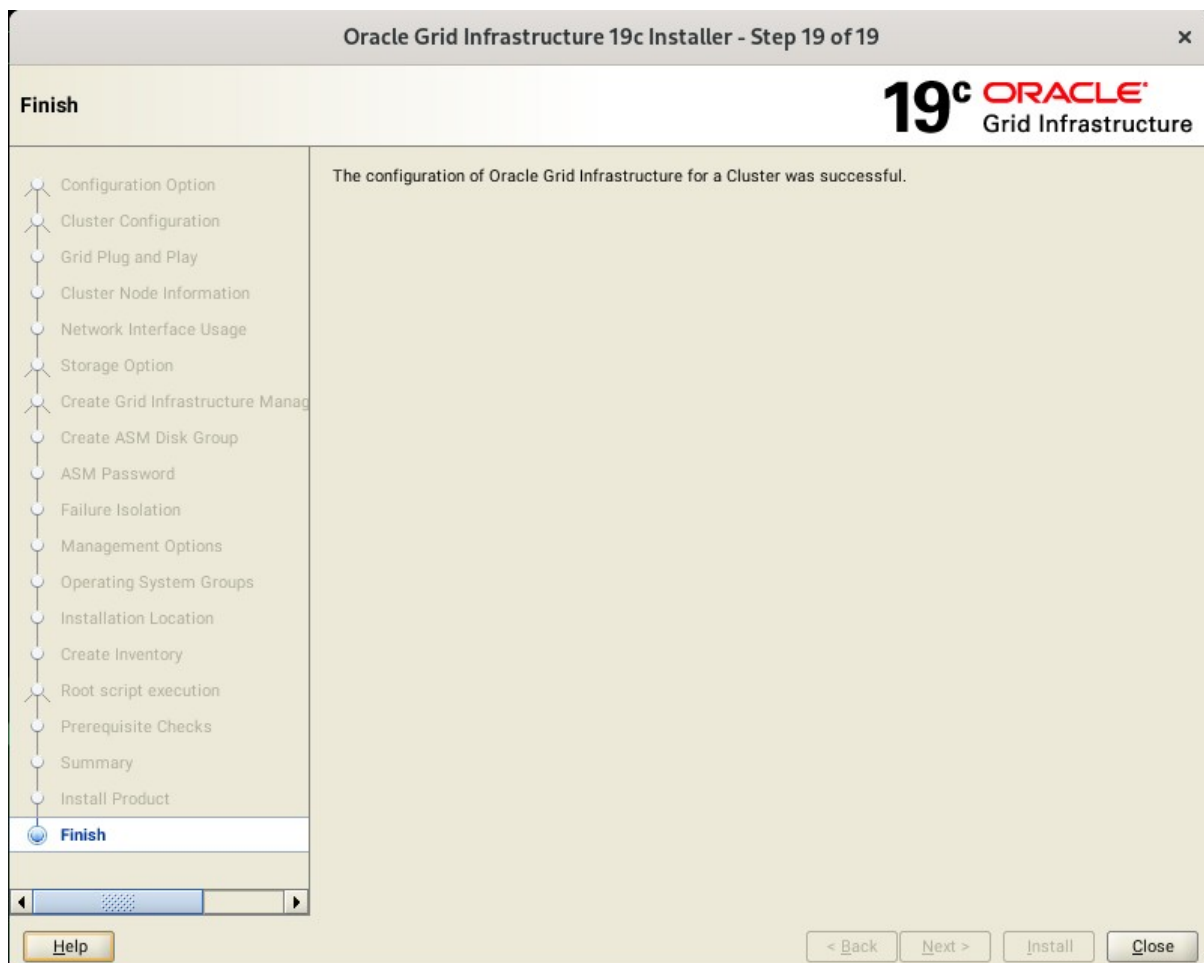 Oracle Grid Infrastructure 19c Installer - Step 19 of 19
Finish
19c ORACLE
Grid Infrastructure
Configuration Option
Cluster Configuration
Grid Plug and Play
Cluster Node Information
Network Interface Usage
Storage Option
Create Grid Infrastructure Manag
Create ASM Disk Group
ASM Password
Failure Isolation
Management Options
Operating System Groups
Installation Location
Create Inventory
Root script execution
Prerequisite Checks
Summary
Install Product
Finish
The configuration of Oracle Grid Infrastructure for a Cluster was successful.
Help
< Back
Next >
Install
Close